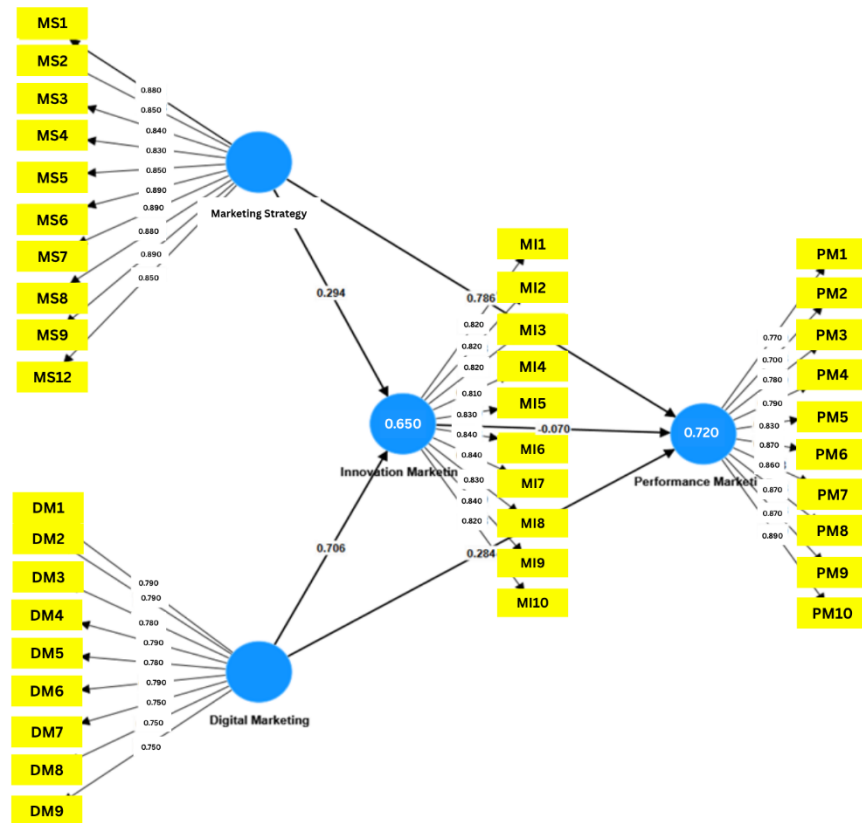 MS1
MS2
MS3
MS4
MS5
MS6
MS7
MS8
MS9
MS12
0.880
0.850
0.840
0.830
0.850
0.890
0.890
0.880
0.890
0.850
Marketing Strategy
0.294
0.786
MI1
MI2
MI3
MI4
MI5
MI6
MI7
MI8
MI9
MI10
0.820
0.820
0.820
0.810
0.830
0.840
0.840
0.830
0.840
0.820
0.650
Innovation Marketin
-0.070
PM1
PM2
PM3
PM4
PM5
PM6
PM7
PM8
PM9
PM10
0.770
0.700
0.780
0.790
0.830
0.870
0.860
0.870
0.870
0.890
0.720
Performance Marketi
DM1
DM2
DM3
DM4
DM5
DM6
DM7
DM8
DM9
0.790
0.790
0.780
0.790
0.780
0.790
0.750
0.750
0.750
0.706
0.284
Digital Marketing